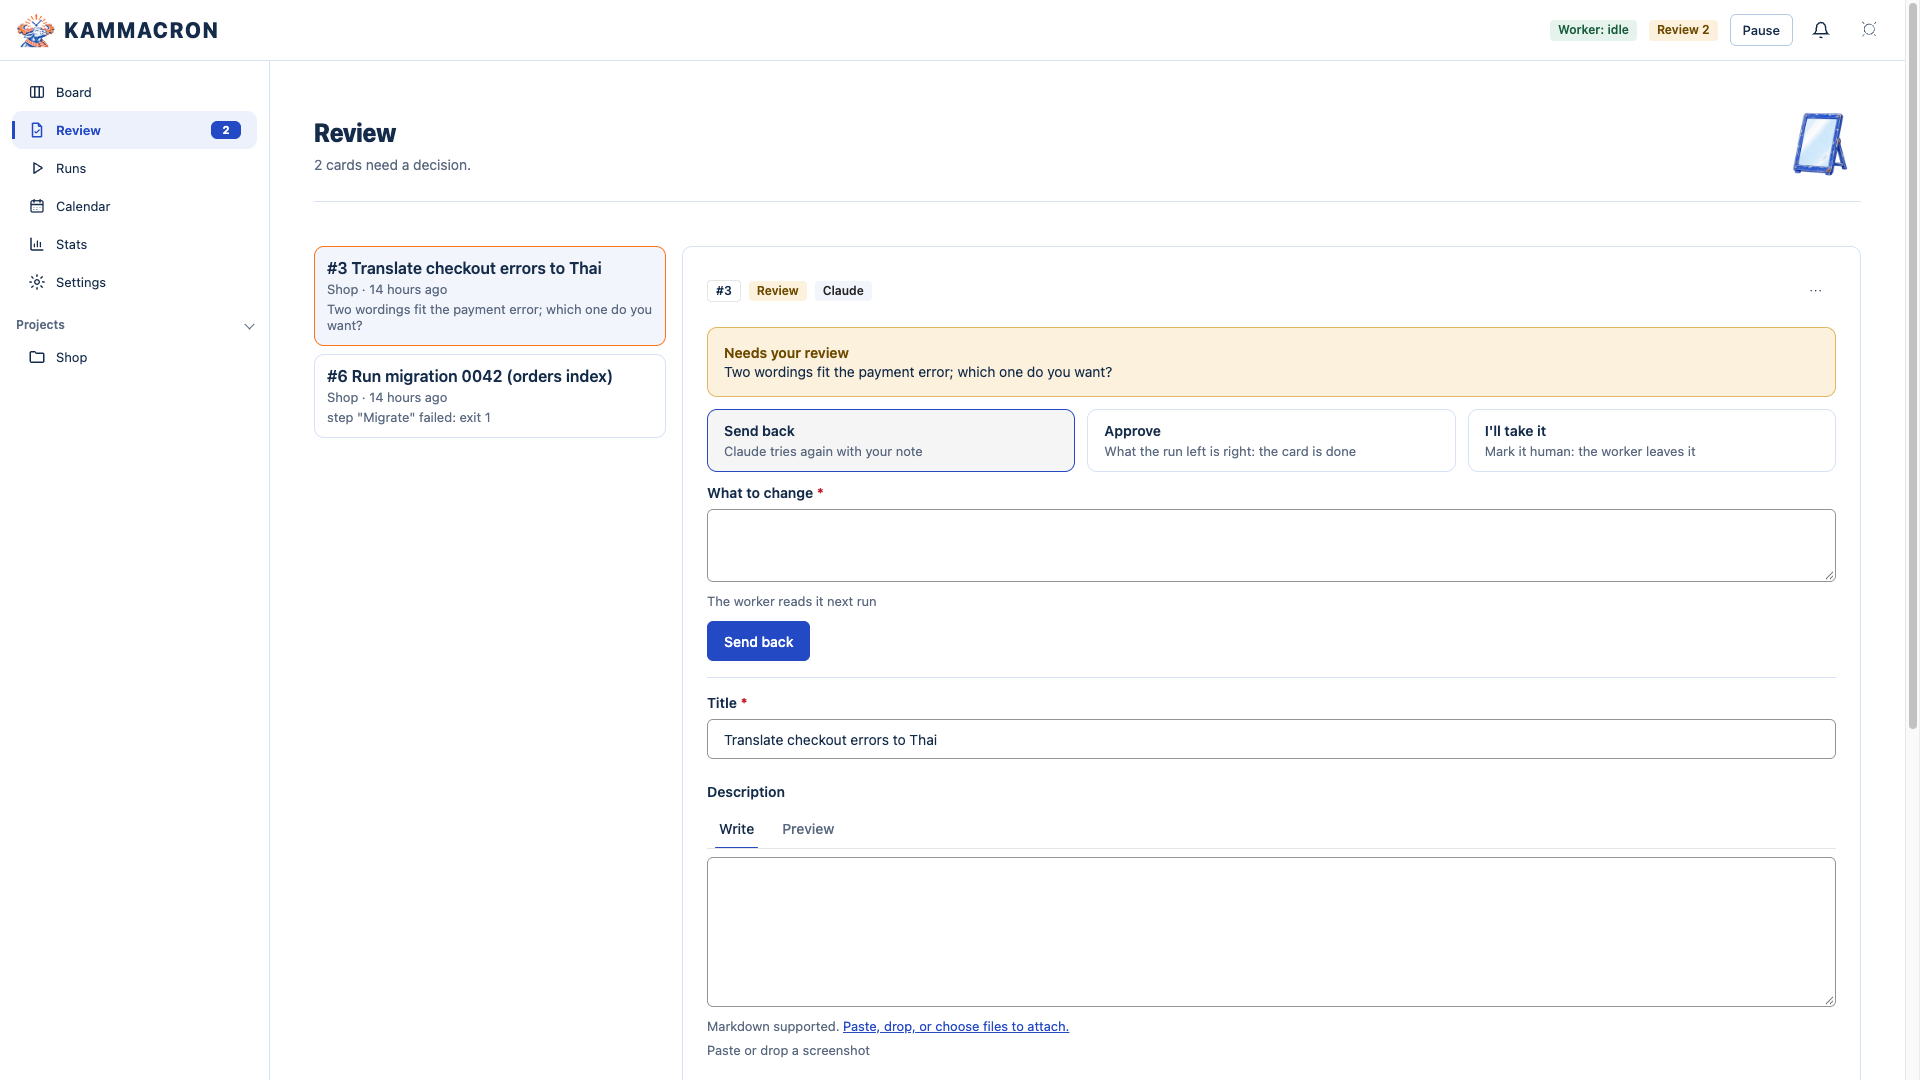 KAMMACRON
Worker: idle
Review 2
Pause
Board
Review
2
Runs
Calendar
Stats
Settings
Projects
Shop
Review
2 cards need a decision.
#3 Translate checkout errors to Thai
Shop · 14 hours ago
Two wordings fit the payment error; which one do you
want?
#6 Run migration 0042 (orders index)
Shop · 14 hours ago
step "Migrate" failed: exit 1
#3
Review
Claude
...
Needs your review
Two wordings fit the payment error; which one do you want?
Send back
Claude tries again with your note
Approve
What the run left is right: the card is done
I'll take it
Mark it human: the worker leaves it
What to change *
The worker reads it next run
Send back
Title *
Translate checkout errors to Thai
Description
Write
Preview
Markdown supported. Paste, drop, or choose files to attach.
Paste or drop a screenshot